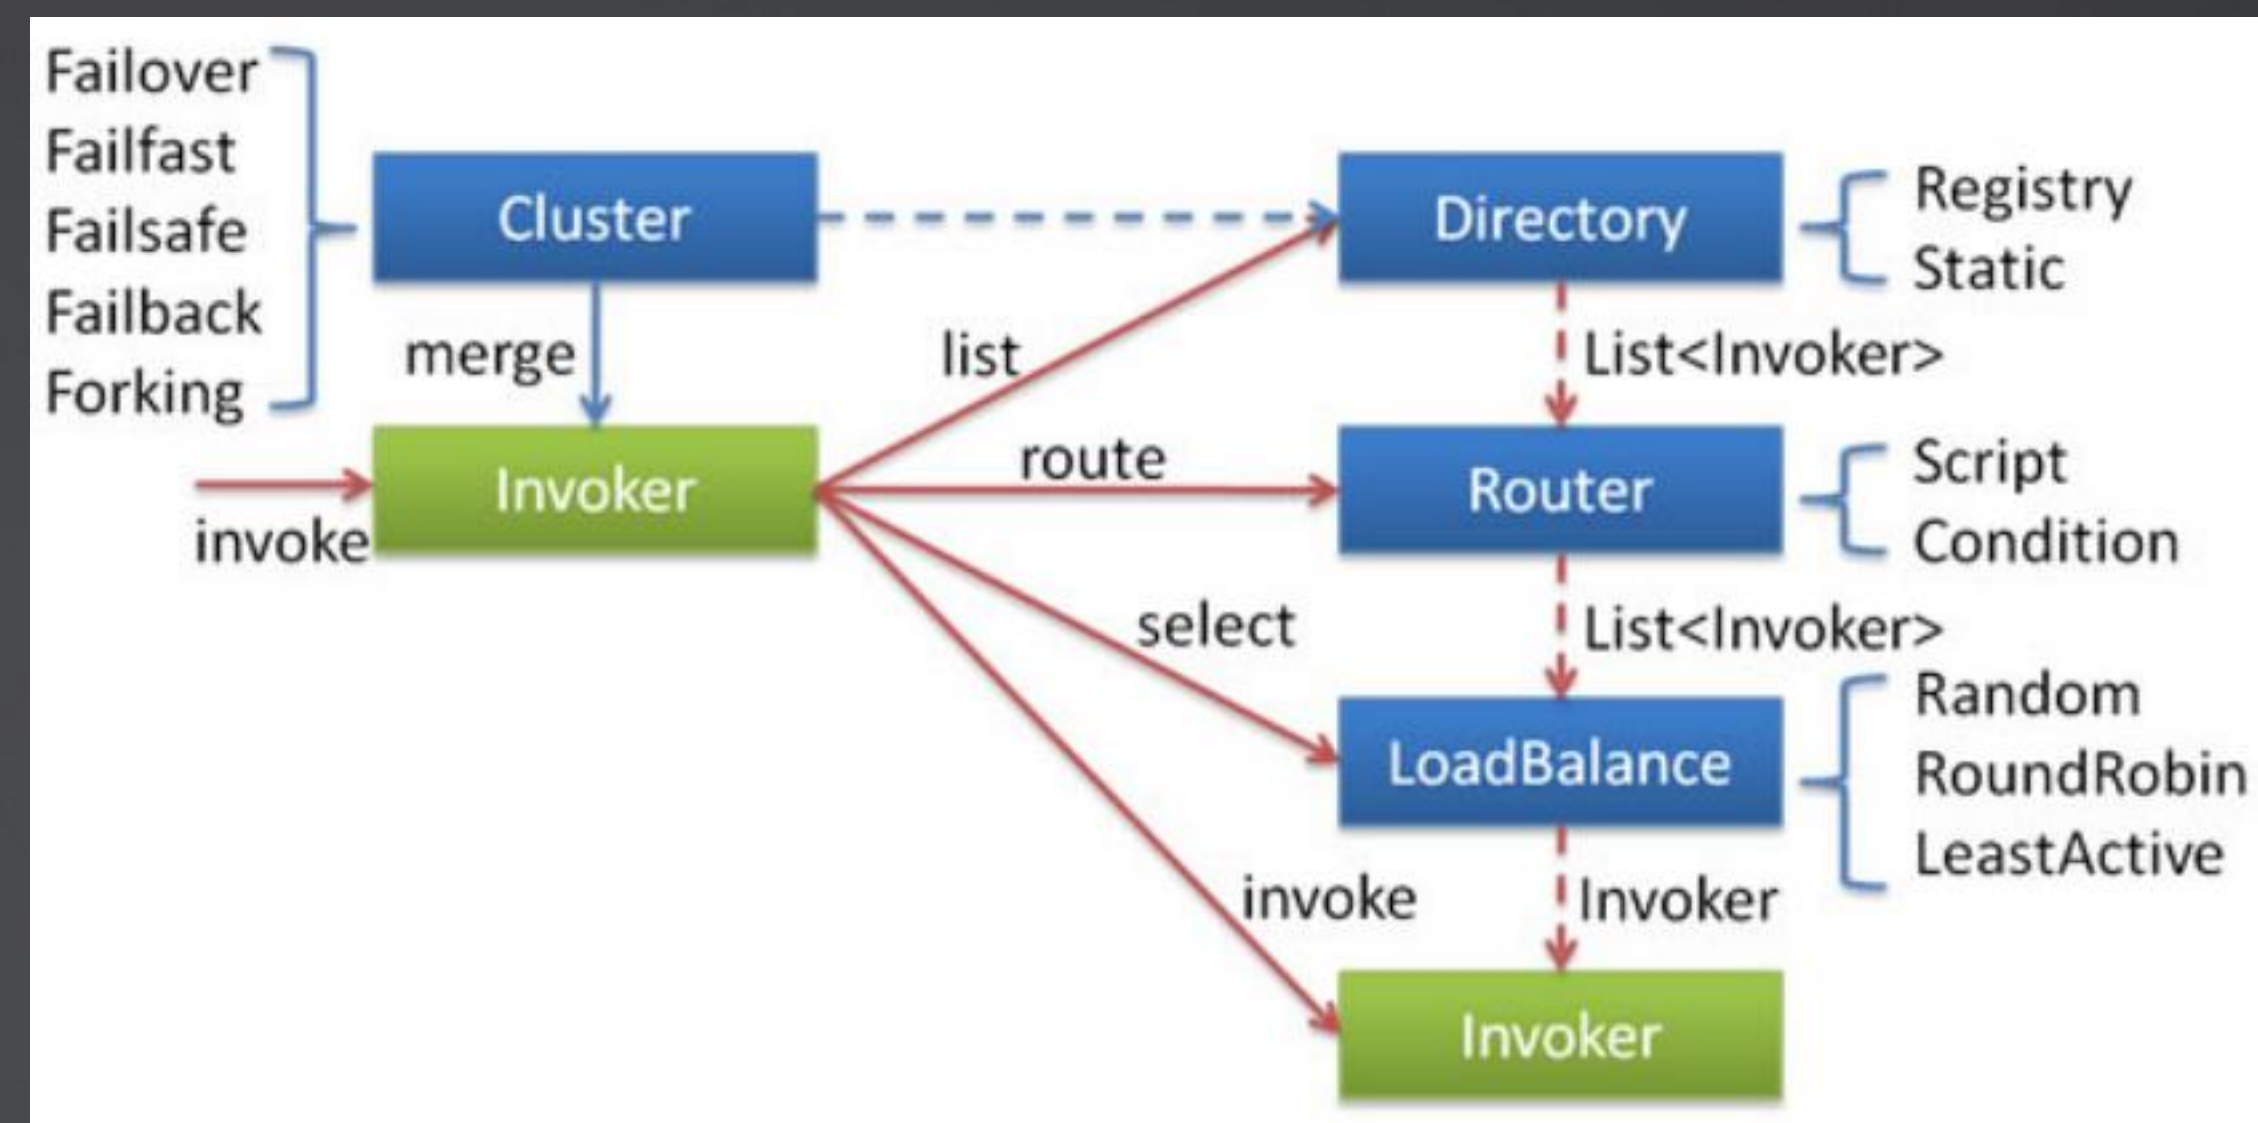 Failover
Failfast
Failsafe
Failback
Forking
Cluster
merge
invoke
Invoker
list
route
select
invoke
Directory
Registry
Static
List<Invoker>
Router
Script
Condition
List<Invoker>
LoadBalance
Random
RoundRobin
LeastActive
Invoker
Invoker